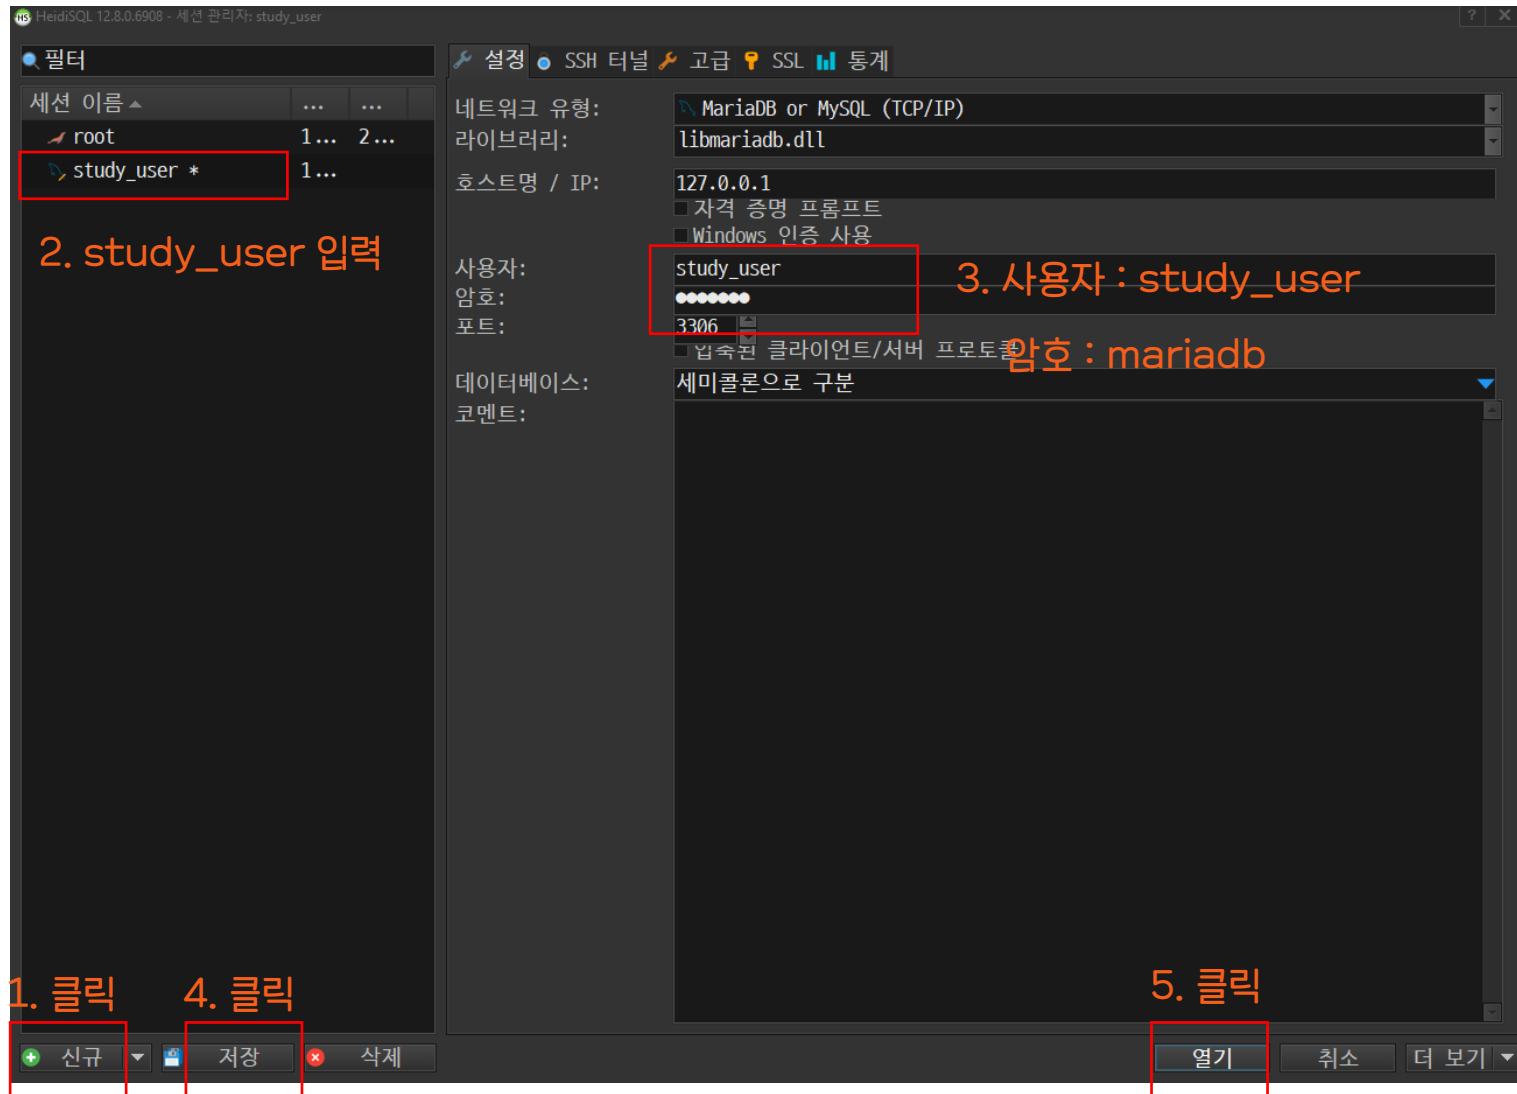 HeidiSQL 12.8.0.6908 - 세션 관리자: study_user
필터
세션 이름 ... ...
root 1... 2...
study_user * 1...
2. study_user 입력
설정 SSH 터널 고급 SSL 통계
네트워크 유형: MariaDB or MySQL (TCP/IP)
라이브러리: libmariadb.dll
호스트명 / IP: 127.0.0.1
자격 증명 프롬프트
Windows 인증 사용
사용자: study_user
3. 사용자 : study_user
암호: ●●●●●●●
포트: 3306
압축된 클라이언트/서버 프로토콜
암호 : mariadb
데이터베이스: 세미콜론으로 구분
코멘트:
1. 클릭
4. 클릭
5. 클릭
신규 저장 삭제 열기 취소 더 보기